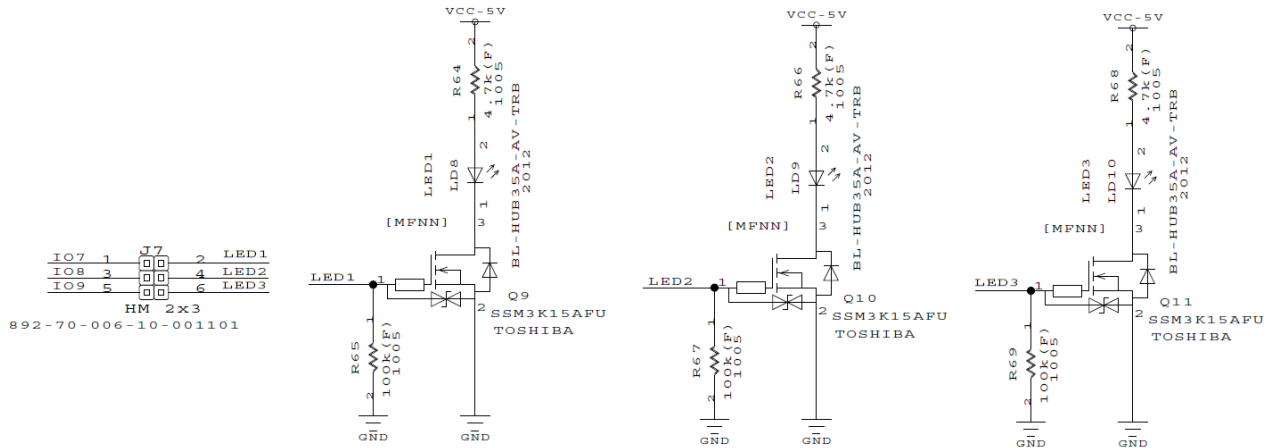 J7
IO7 1 2 LED1
IO8 3 4 LED2
IO9 5 6 LED3
HM 2x3
892-70-006-10-001101
VCC-5V
2
R64
4.7k(F)
1005
1
2
LED1
LD8
BL-HUB35A-AV-TRB
2012
1
[MFNN]
3
LED1
1
2
Q9
SSM3K15AFU
TOSHIBA
1
R65
100k(F)
1005
2
GND
GND
VCC-5V
2
R66
4.7k(F)
1005
1
2
LED2
LD9
BL-HUB35A-AV-TRB
2012
1
[MFNN]
3
LED2
1
2
Q10
SSM3K15AFU
TOSHIBA
1
R67
100k(F)
1005
2
GND
GND
VCC-5V
2
R68
4.7k(F)
1005
1
2
LED3
LD10
BL-HUB35A-AV-TRB
2012
1
[MFNN]
3
LED3
1
2
Q11
SSM3K15AFU
TOSHIBA
1
R69
100k(F)
1005
2
GND
GND